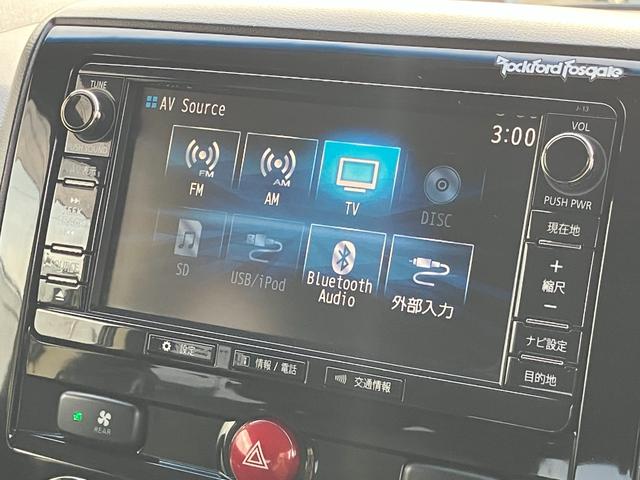 Rockford Fosgate
J-13
TUNE
VOL
AV Source
3:00
FM
AM
TV
DISC
SD
USB/iPod
Bluetooth
Audio
外部入力
PUSH PWR
現在地
縮尺
ナビ設定
目的地
設定
情報/電話
交通情報
REAR